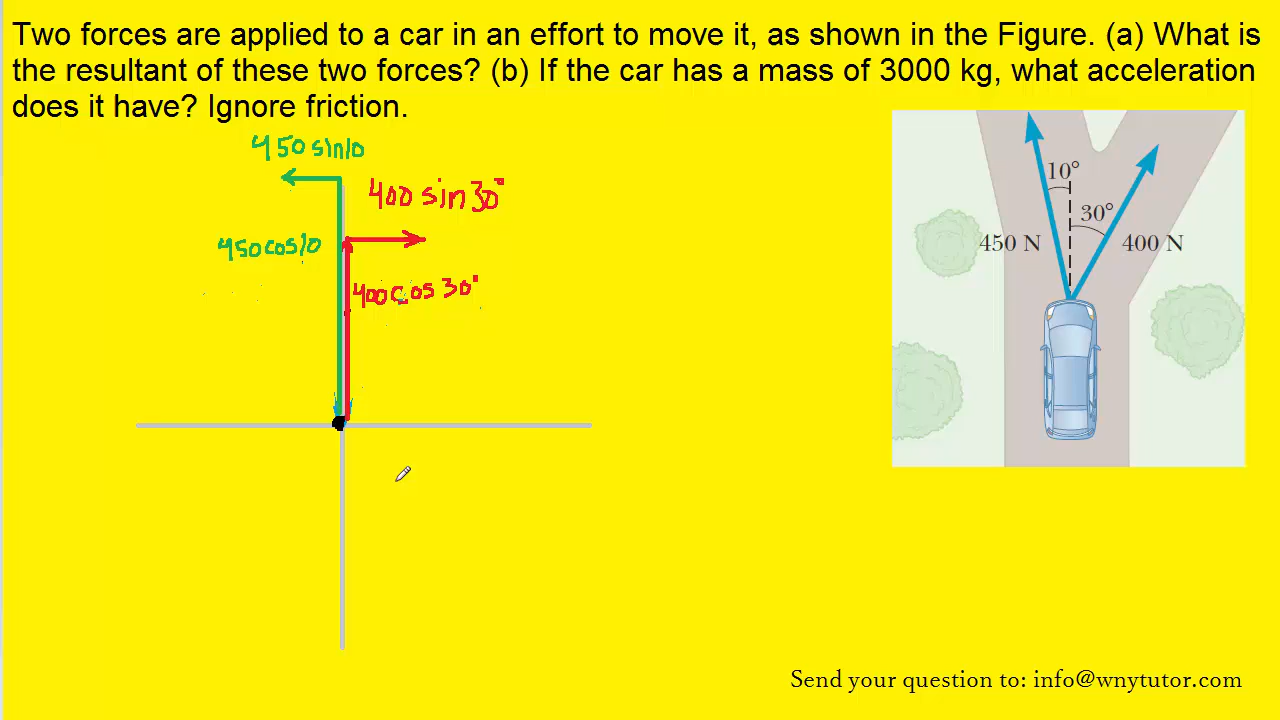 Two forces are applied to a car in an effort to move it, as shown in the Figure. (a) What is
the resultant of these two forces? (b) If the car has a mass of 3000 kg, what acceleration
does it have? Ignore friction.
450 sin10
400 sin 30°
450cos10
400cos 30°
10°
30°
450 N
400 N
Send your question to: info@wnytutor.com